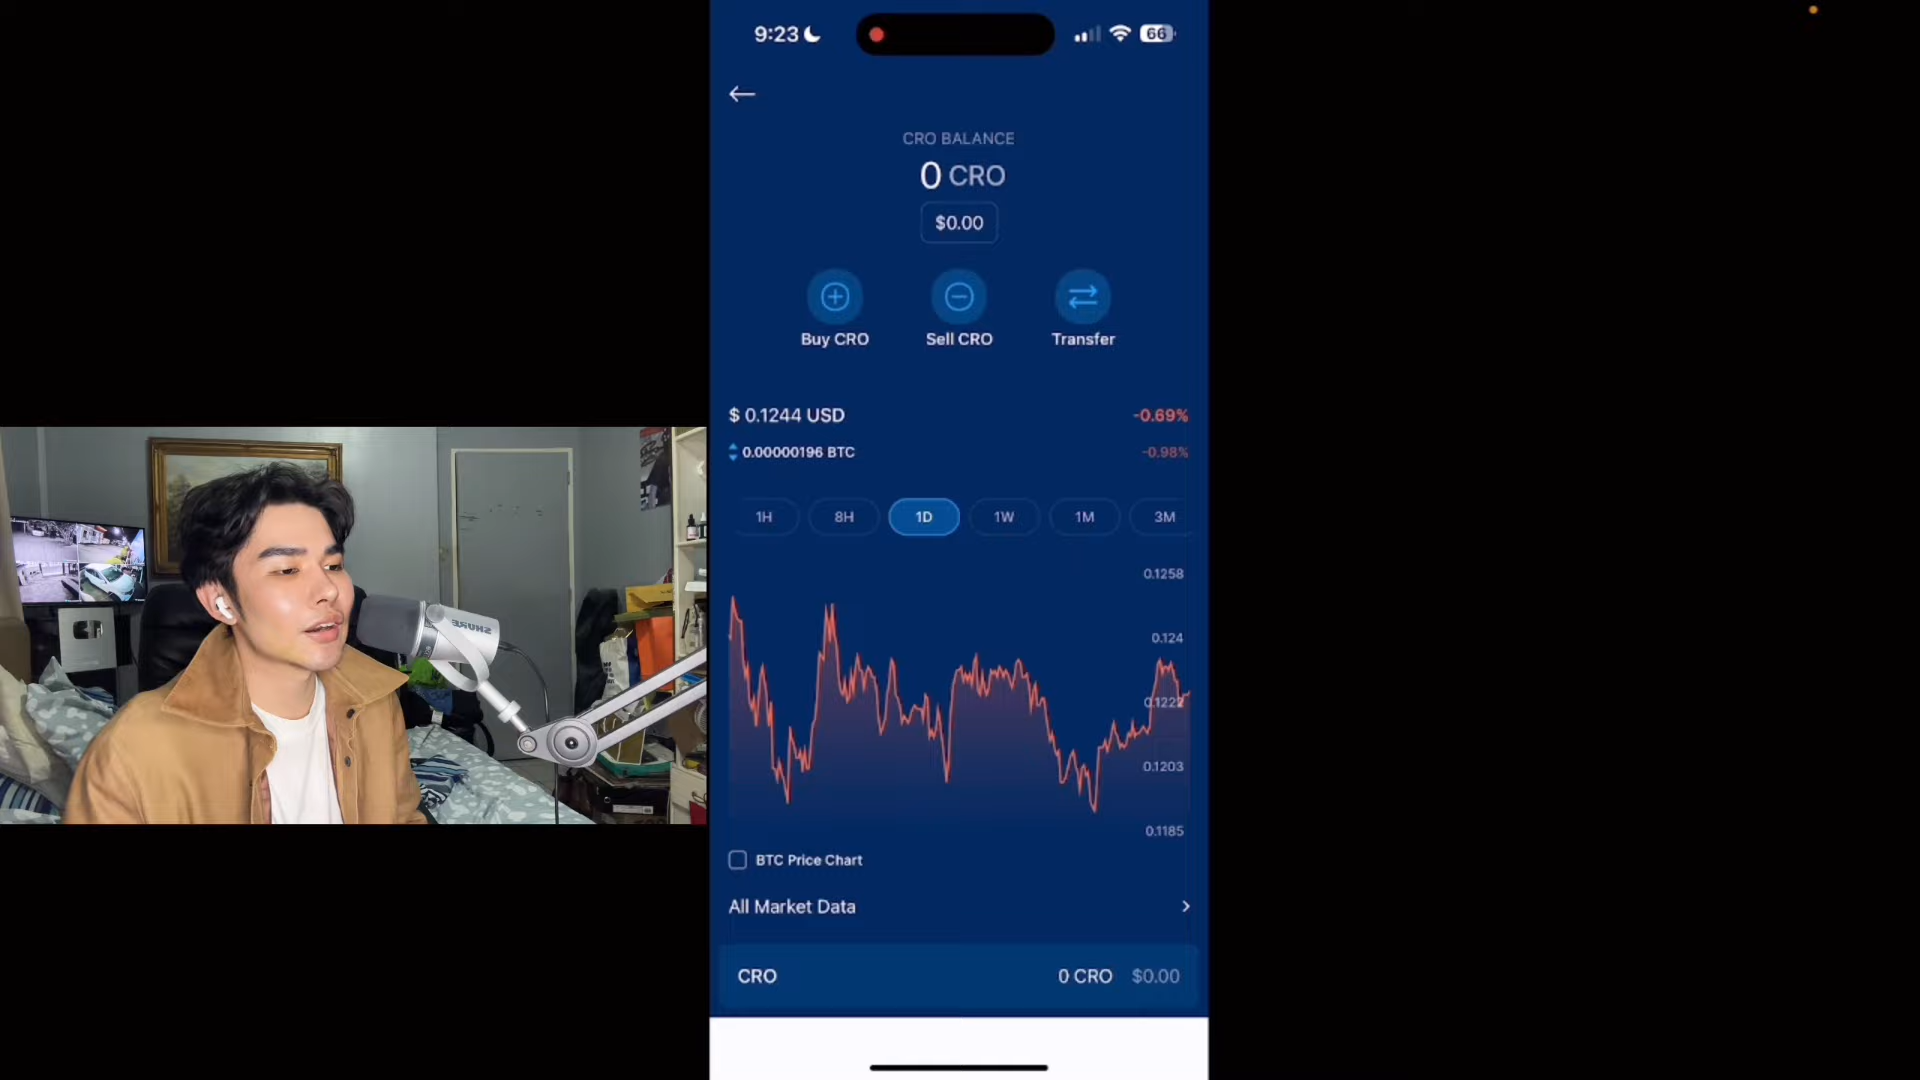 9:23
66
CRO BALANCE
0 CRO
$0.00
Buy CRO
Sell CRO
Transfer
$ 0.1244 USD
-0.69%
0.00000196 BTC
-0.98%
1H
8H
1D
1W
1M
3M
0.1258
0.124
0.1222
0.1203
0.1185
BTC Price Chart
All Market Data
CRO
0 CRO
$0.00
SHURE